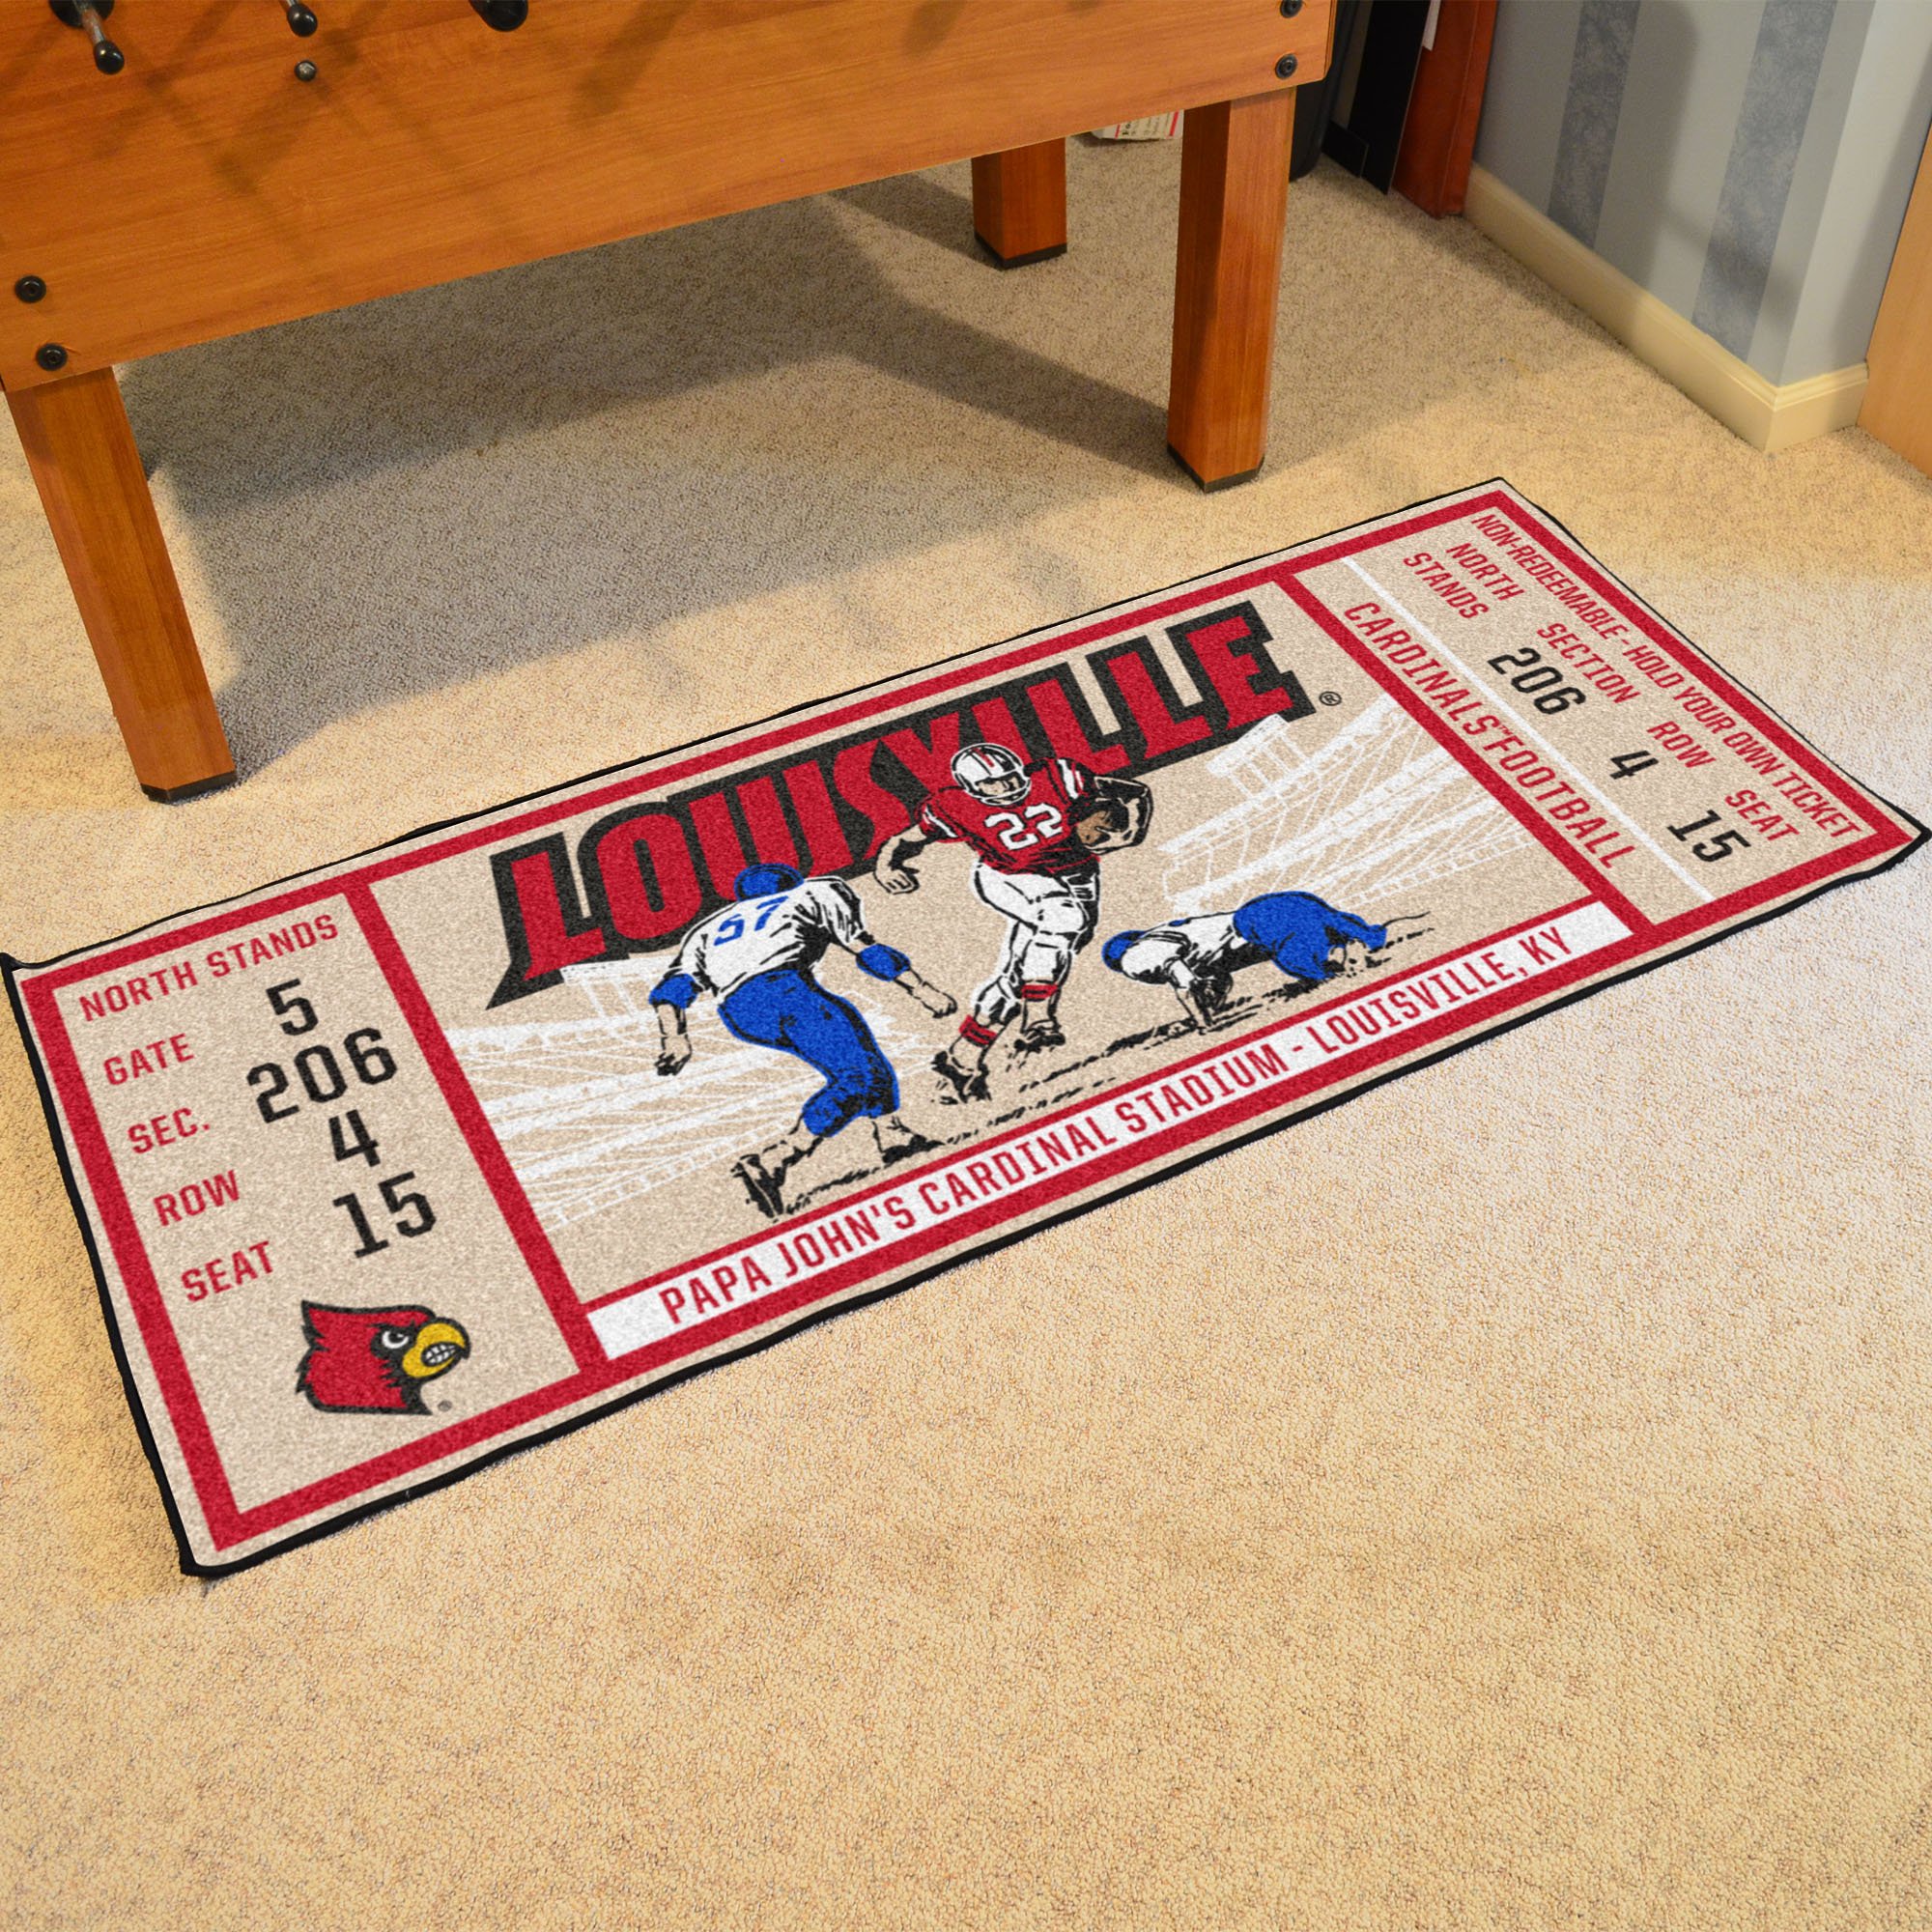 NORTH STANDS
GATE 5
SEC. 206
ROW 4
SEAT 15
LOUISVILLE®
22
57
PAPA JOHN'S CARDINAL STADIUM - LOUISVILLE, KY
CARDINALS™ FOOTBALL
NORTH
STANDS
SECTION
206
ROW
4
SEAT
15
NON-REDEEMABLE - HOLD YOUR OWN TICKET